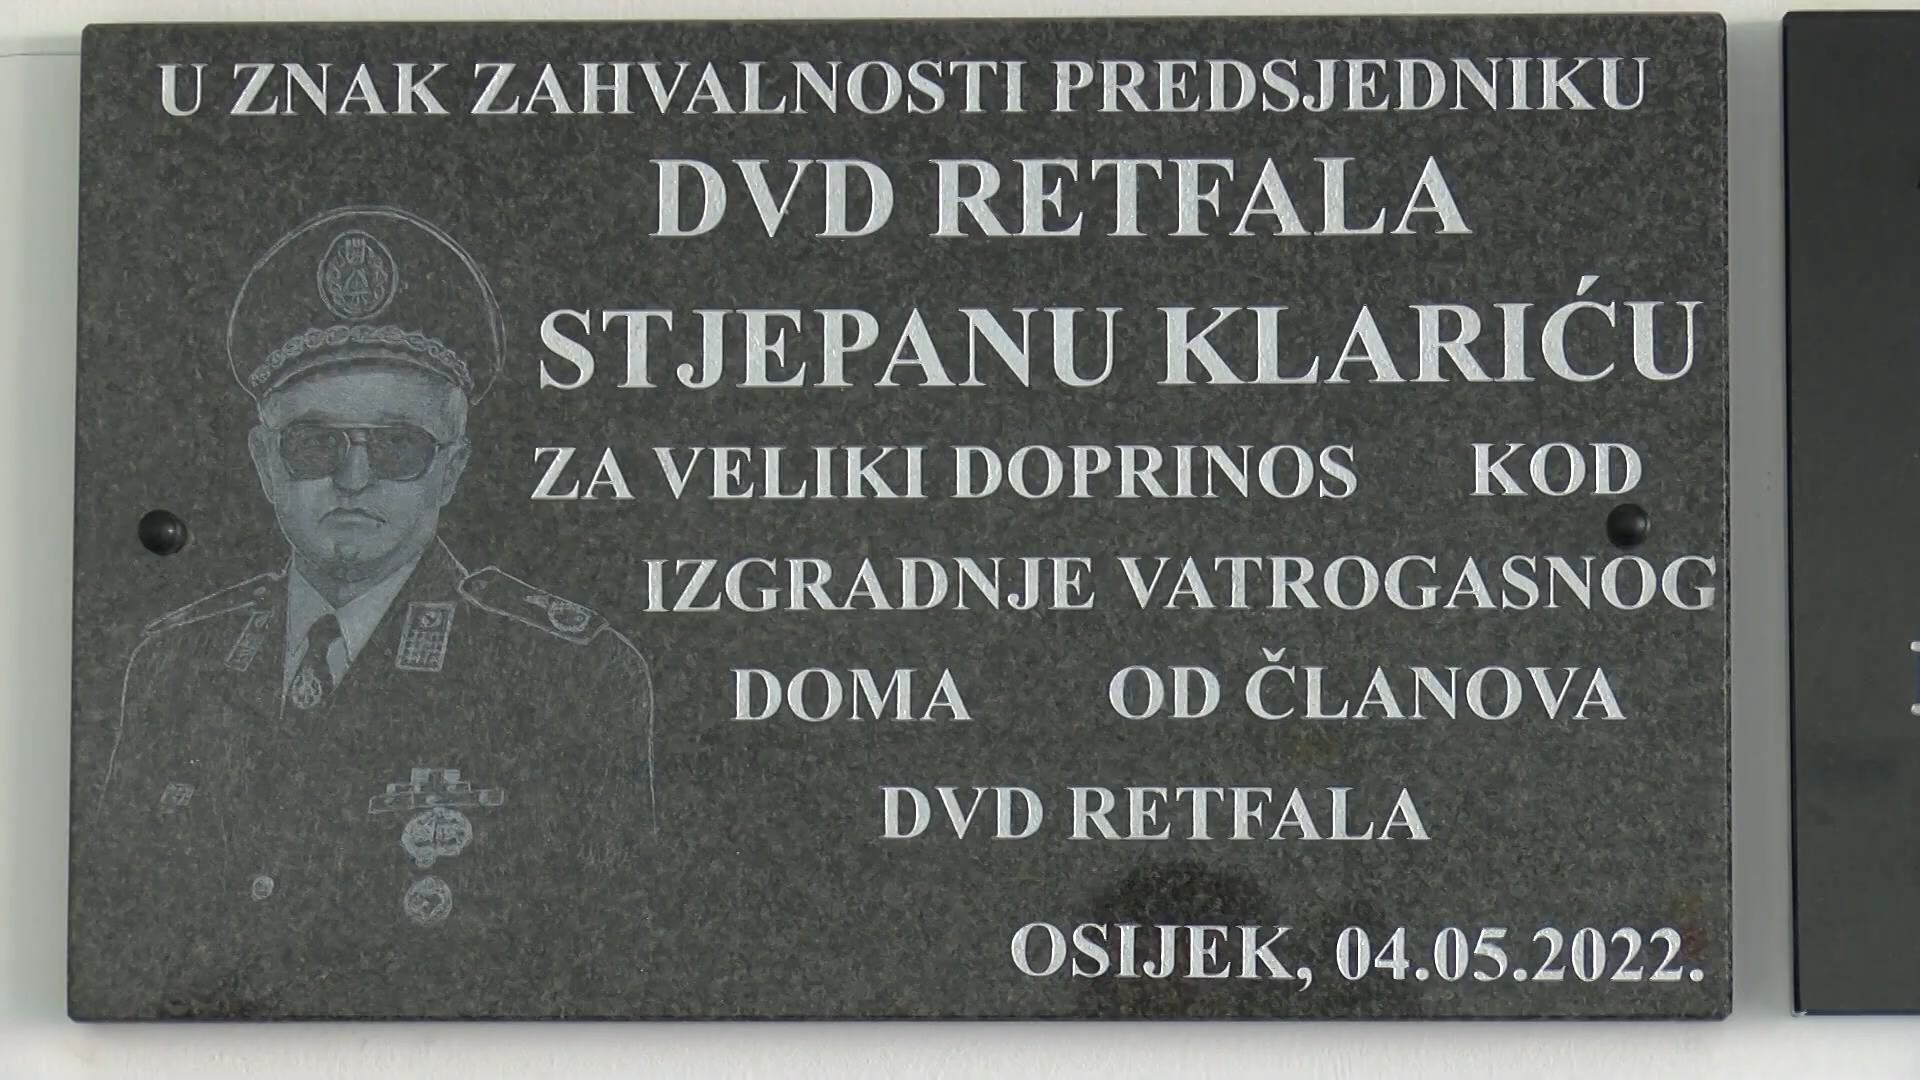 U ZNAK ZAHVALNOSTI PREDSJEDNIKU
DVD RETFALA
STJEPANU KLARIĆU
ZA VELIKI DOPRINOS KOD
IZGRADNJE VATROGASNOG
DOMA OD ČLANOVA
DVD RETFALA
OSIJEK, 04.05.2022.